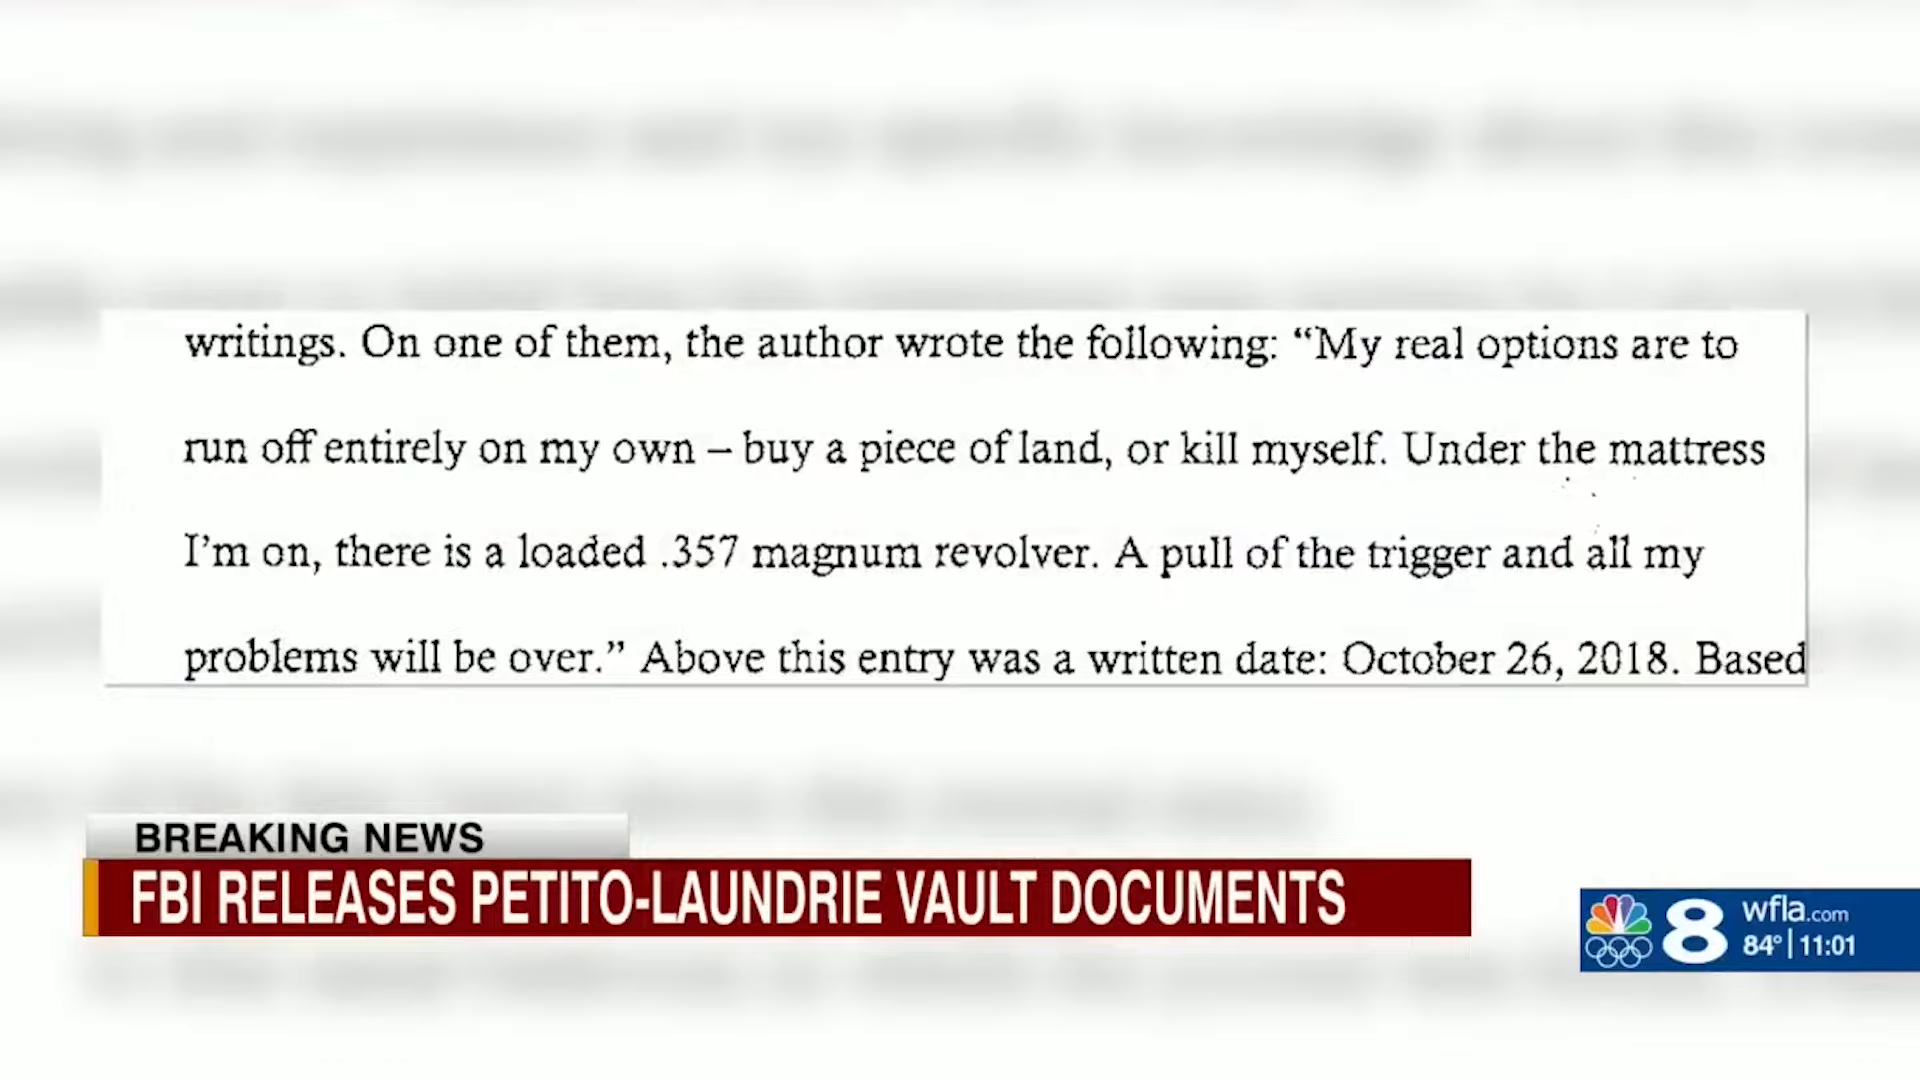 writings. On one of them, the author wrote the following: “My real options are to
run off entirely on my own – buy a piece of land, or kill myself. Under the mattress
I’m on, there is a loaded .357 magnum revolver. A pull of the trigger and all my
problems will be over.” Above this entry was a written date: October 26, 2018. Based
BREAKING NEWS
FBI RELEASES PETITO-LAUNDRIE VAULT DOCUMENTS
8 wfla.com
84° | 11:01